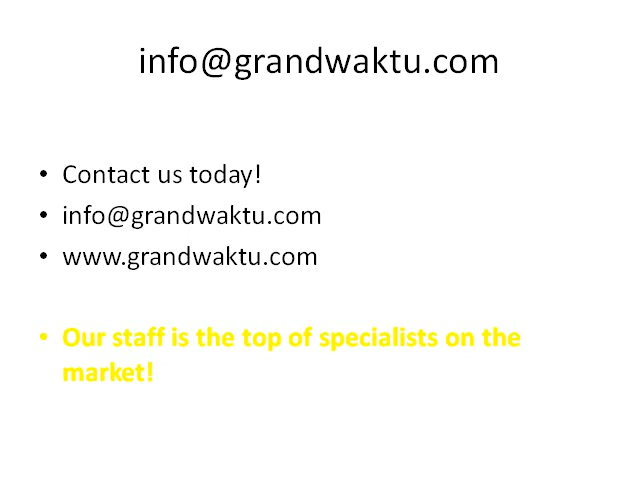 info@grandwaktu.com
• Contact us today!
• info@grandwaktu.com
• www.grandwaktu.com
• Our staff is the top of specialists on the
market!